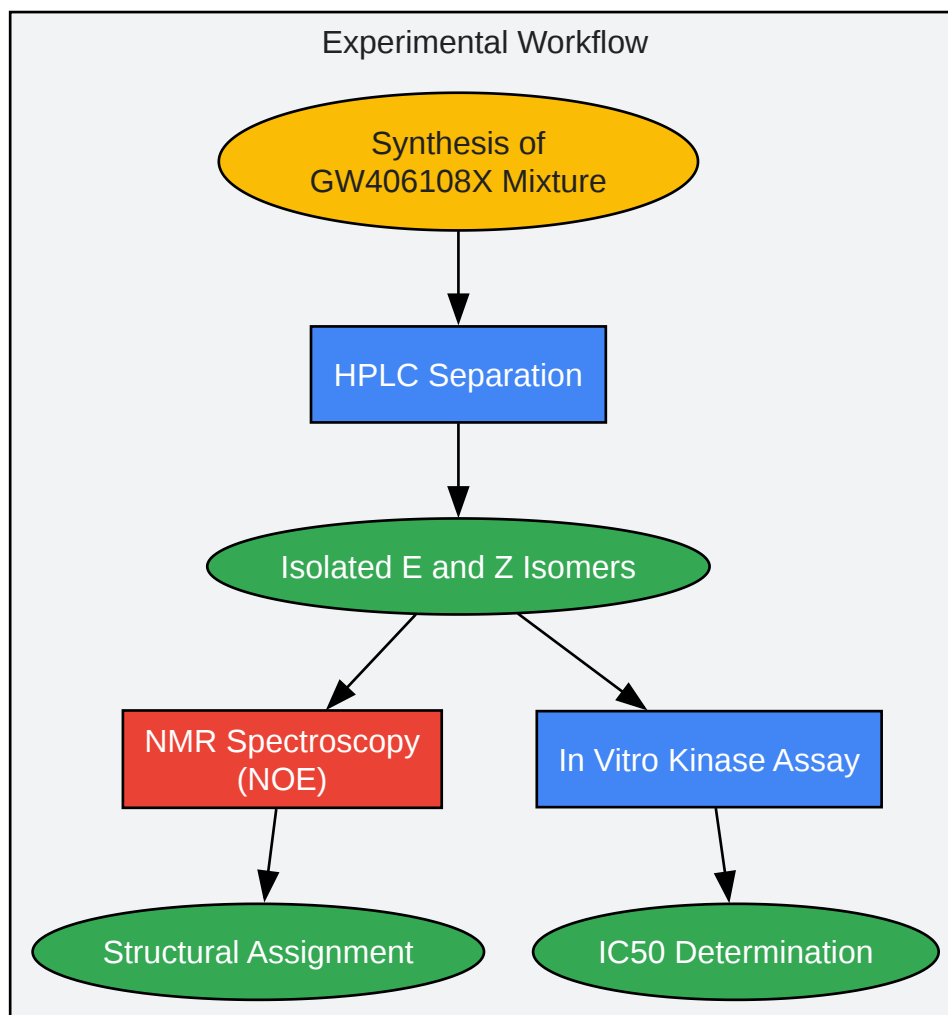 Experimental Workflow
Synthesis of
GW406108X Mixture
HPLC Separation
Isolated E and Z Isomers
NMR Spectroscopy
(NOE)
In Vitro Kinase Assay
Structural Assignment
IC50 Determination